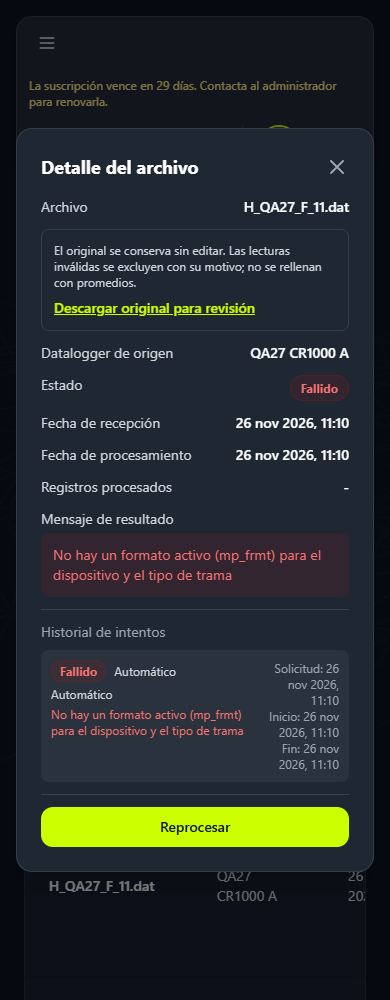 La suscripción vence en 29 días. Contacta al administrador
para renovarla.
Detalle del archivo
Archivo
H_QA27_F_11.dat
El original se conserva sin editar. Las lecturas
inválidas se excluyen con su motivo; no se rellenan
con promedios.
Descargar original para revisión
Datalogger de origen
QA27 CR1000 A
Estado
Fallido
Fecha de recepción
26 nov 2026, 11:10
Fecha de procesamiento
26 nov 2026, 11:10
Registros procesados
-
Mensaje de resultado
No hay un formato activo (mp_frmt) para el
dispositivo y el tipo de trama
Historial de intentos
Fallido
Automático
Automático
No hay un formato activo (mp_frmt)
para el dispositivo y el tipo de trama
Solicitud: 26
nov 2026,
11:10
Inicio: 26 nov
2026, 11:10
Fin: 26 nov
2026, 11:10
Reprocesar
H_QA27_F_11.dat
QA27
CR1000 A
26